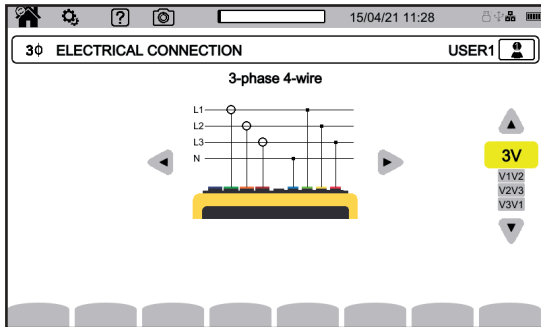 15/04/21 11:28
3ϕ ELECTRICAL CONNECTION USER1
3-phase 4-wire
L1
L2
L3
N
3V
V1V2
V2V3
V3V1